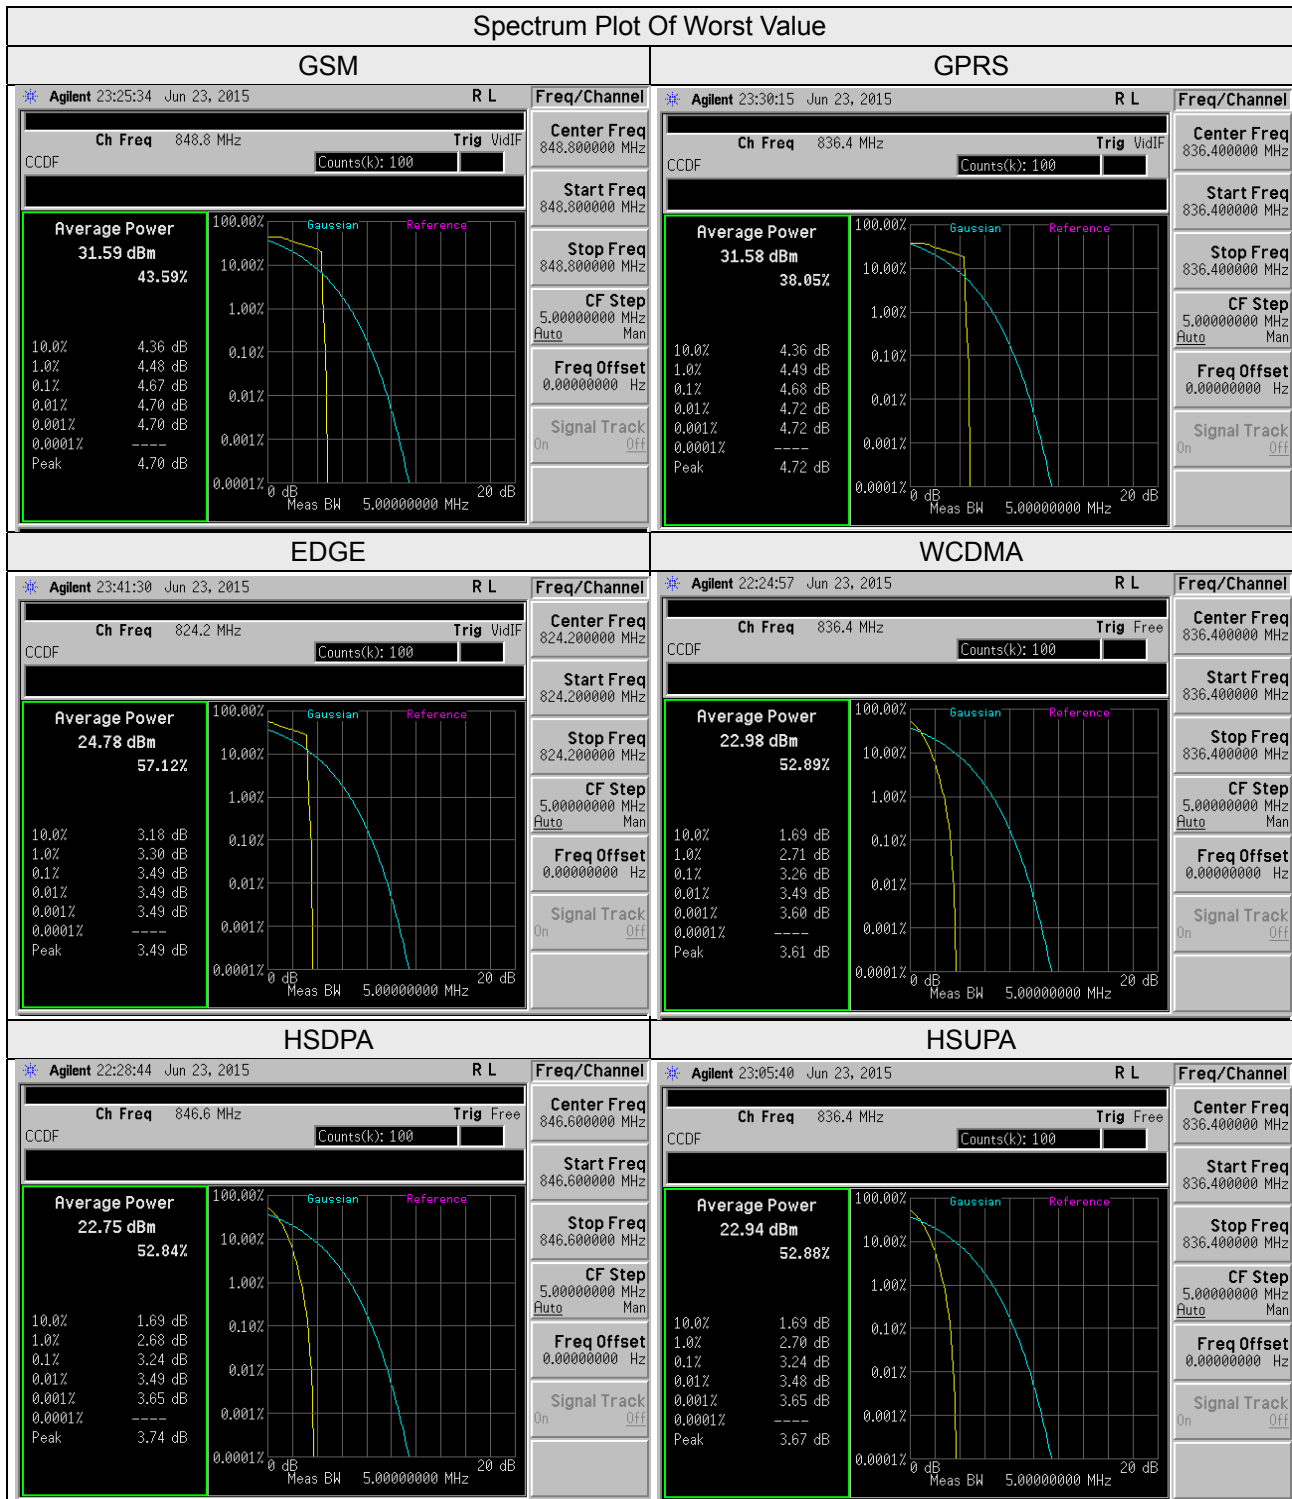 Spectrum Plot Of Worst Value
GSM
Agilent 23:25:34 Jun 23, 2015 R L
Freq/Channel
Ch Freq 848.8 MHz Trig VidIF
CCDF Counts(k): 100
Average Power
31.59 dBm
43.59%
10.0% 4.36 dB
1.0% 4.48 dB
0.1% 4.67 dB
0.01% 4.70 dB
0.001% 4.70 dB
0.0001% ----
Peak 4.70 dB
Gaussian Reference
100.00%
10.00%
1.00%
0.10%
0.01%
0.001%
0.0001%
0 dB 20 dB
Meas BW 5.00000000 MHz
Center Freq
848.800000 MHz
Start Freq
848.800000 MHz
Stop Freq
848.800000 MHz
CF Step
5.00000000 MHz
Auto Man
Freq Offset
0.00000000 Hz
Signal Track
On Off
GPRS
Agilent 23:30:15 Jun 23, 2015 R L
Freq/Channel
Ch Freq 836.4 MHz Trig VidIF
CCDF Counts(k): 100
Average Power
31.58 dBm
38.05%
10.0% 4.36 dB
1.0% 4.49 dB
0.1% 4.68 dB
0.01% 4.72 dB
0.001% 4.72 dB
0.0001% ----
Peak 4.72 dB
Gaussian Reference
100.00%
10.00%
1.00%
0.10%
0.01%
0.001%
0.0001%
0 dB 20 dB
Meas BW 5.00000000 MHz
Center Freq
836.400000 MHz
Start Freq
836.400000 MHz
Stop Freq
836.400000 MHz
CF Step
5.00000000 MHz
Auto Man
Freq Offset
0.00000000 Hz
Signal Track
On Off
EDGE
Agilent 23:41:30 Jun 23, 2015 R L
Freq/Channel
Ch Freq 824.2 MHz Trig VidIF
CCDF Counts(k): 100
Average Power
24.78 dBm
57.12%
10.0% 3.18 dB
1.0% 3.30 dB
0.1% 3.49 dB
0.01% 3.49 dB
0.001% 3.49 dB
0.0001% ----
Peak 3.49 dB
Gaussian Reference
100.00%
10.00%
1.00%
0.10%
0.01%
0.001%
0.0001%
0 dB 20 dB
Meas BW 5.00000000 MHz
Center Freq
824.200000 MHz
Start Freq
824.200000 MHz
Stop Freq
824.200000 MHz
CF Step
5.00000000 MHz
Auto Man
Freq Offset
0.00000000 Hz
Signal Track
On Off
WCDMA
Agilent 22:24:57 Jun 23, 2015 R L
Freq/Channel
Ch Freq 836.4 MHz Trig Free
CCDF Counts(k): 100
Average Power
22.98 dBm
52.89%
10.0% 1.69 dB
1.0% 2.71 dB
0.1% 3.26 dB
0.01% 3.49 dB
0.001% 3.60 dB
0.0001% ----
Peak 3.61 dB
Gaussian Reference
100.00%
10.00%
1.00%
0.10%
0.01%
0.001%
0.0001%
0 dB 20 dB
Meas BW 5.00000000 MHz
Center Freq
836.400000 MHz
Start Freq
836.400000 MHz
Stop Freq
836.400000 MHz
CF Step
5.00000000 MHz
Auto Man
Freq Offset
0.00000000 Hz
Signal Track
On Off
HSDPA
Agilent 22:28:44 Jun 23, 2015 R L
Freq/Channel
Ch Freq 846.6 MHz Trig Free
CCDF Counts(k): 100
Average Power
22.75 dBm
52.84%
10.0% 1.69 dB
1.0% 2.68 dB
0.1% 3.24 dB
0.01% 3.49 dB
0.001% 3.65 dB
0.0001% ----
Peak 3.74 dB
Gaussian Reference
100.00%
10.00%
1.00%
0.10%
0.01%
0.001%
0.0001%
0 dB 20 dB
Meas BW 5.00000000 MHz
Center Freq
846.600000 MHz
Start Freq
846.600000 MHz
Stop Freq
846.600000 MHz
CF Step
5.00000000 MHz
Auto Man
Freq Offset
0.00000000 Hz
Signal Track
On Off
HSUPA
Agilent 23:05:40 Jun 23, 2015 R L
Freq/Channel
Ch Freq 836.4 MHz Trig Free
CCDF Counts(k): 100
Average Power
22.94 dBm
52.88%
10.0% 1.69 dB
1.0% 2.70 dB
0.1% 3.24 dB
0.01% 3.48 dB
0.001% 3.65 dB
0.0001% ----
Peak 3.67 dB
Gaussian Reference
100.00%
10.00%
1.00%
0.10%
0.01%
0.001%
0.0001%
0 dB 20 dB
Meas BW 5.00000000 MHz
Center Freq
836.400000 MHz
Start Freq
836.400000 MHz
Stop Freq
836.400000 MHz
CF Step
5.00000000 MHz
Auto Man
Freq Offset
0.00000000 Hz
Signal Track
On Off